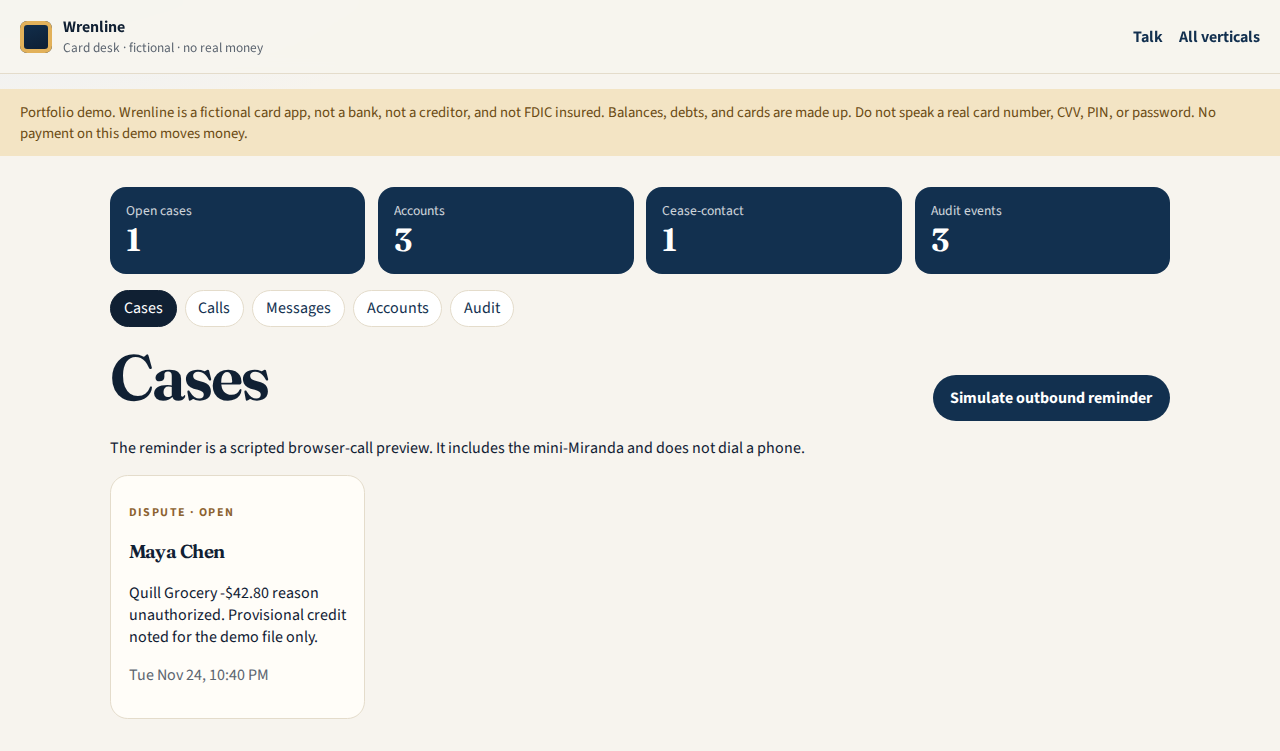 Wrenline
Card desk · fictional · no real money
Talk
All verticals
Portfolio demo. Wrenline is a fictional card app, not a bank, not a creditor, and not FDIC insured. Balances, debts, and cards are made up. Do not speak a real card number, CVV, PIN, or password. No
payment on this demo moves money.
Open cases
1
Accounts
3
Cease-contact
1
Audit events
3
Cases
Calls
Messages
Accounts
Audit
Cases
Simulate outbound reminder
The reminder is a scripted browser-call preview. It includes the mini-Miranda and does not dial a phone.
DISPUTE · OPEN
Maya Chen
Quill Grocery -$42.80 reason
unauthorized. Provisional credit
noted for the demo file only.
Tue Nov 24, 10:40 PM